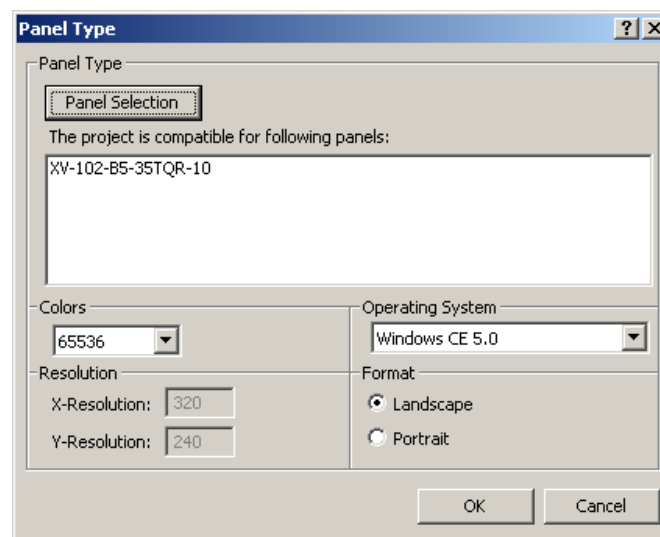 Panel Type
Panel Type
Panel Selection
The project is compatible for following panels:
XV-102-B5-35TQR-10
Colors
65536
Operating System
Windows CE 5.0
Resolution
X-Resolution: 320
Y-Resolution: 240
Format
Landscape
Portrait
OK Cancel